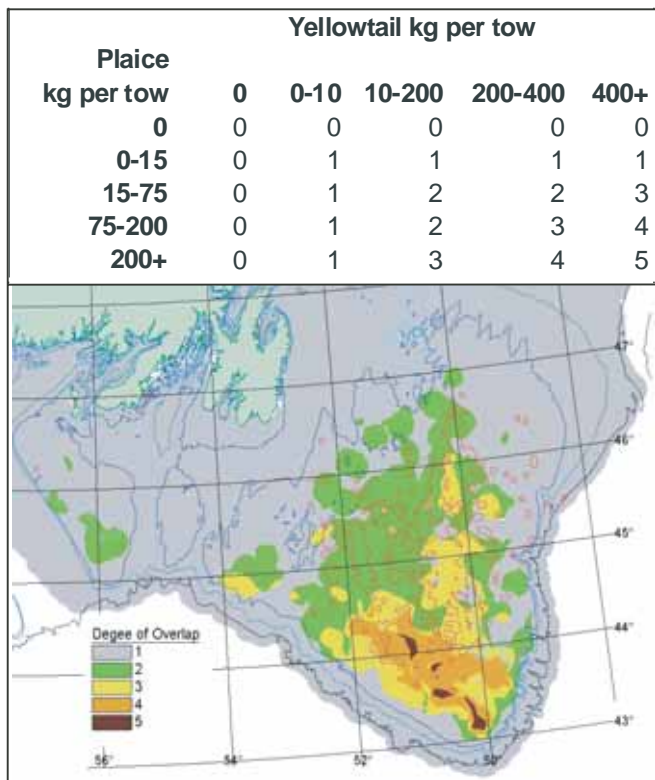 Yellowtail kg per tow
Plaice
kg per tow 0 0-10 10-200 200-400 400+
0 0 0 0 0 0
0-15 0 1 1 1 1
15-75 0 1 2 2 3
75-200 0 1 2 3 4
200+ 0 1 3 4 5
47°
46°
45°
44°
43°
Degee of Overlap
1
2
3
4
5
56° 54° 52° 50°